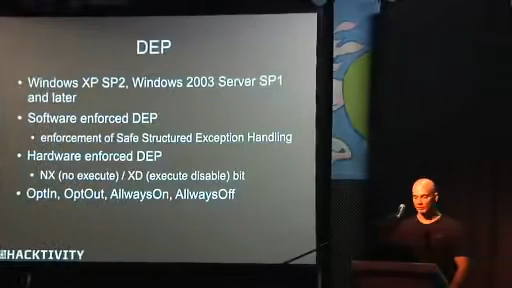 DEP
• Windows XP SP2, Windows 2003 Server SP1
and later
• Software enforced DEP
• enforcement of Safe Structured Exception Handling
• Hardware enforced DEP
• NX (no execute) / XD (execute disable) bit
• OptIn, OptOut, AllwaysOn, AllwaysOff
#HACKTIVITY